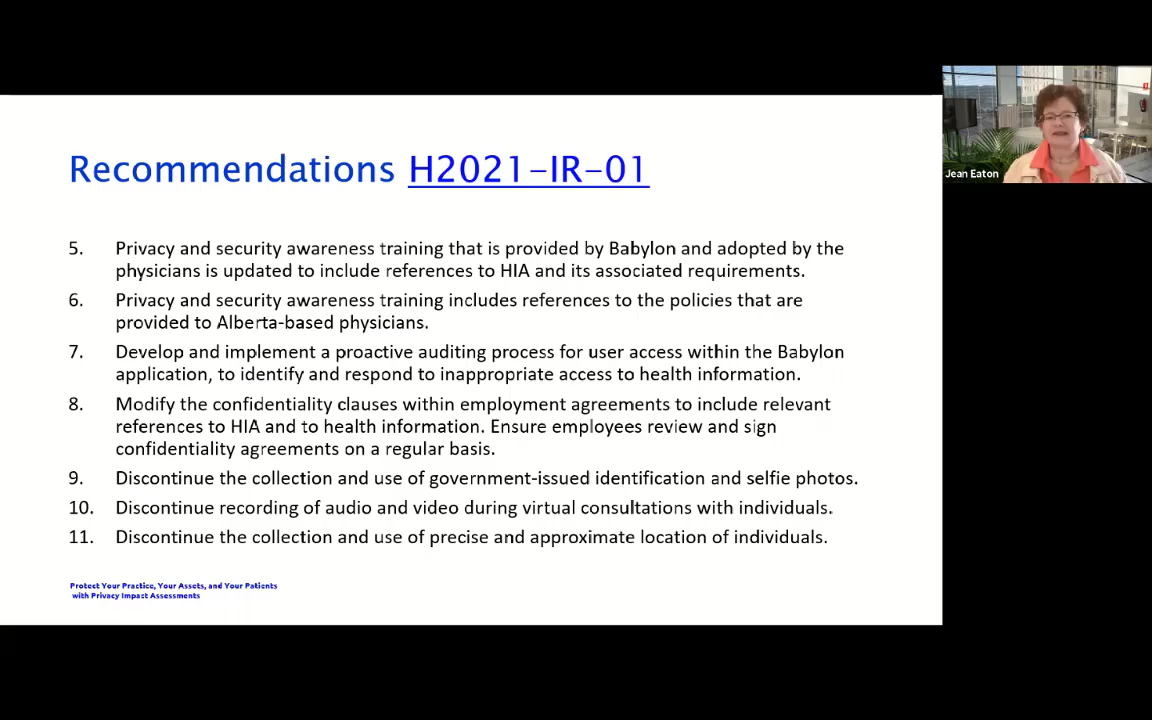 Recommendations H2021-IR-01
5. Privacy and security awareness training that is provided by Babylon and adopted by the
physicians is updated to include references to HIA and its associated requirements.
6. Privacy and security awareness training includes references to the policies that are
provided to Alberta-based physicians.
7. Develop and implement a proactive auditing process for user access within the Babylon
application, to identify and respond to inappropriate access to health information.
8. Modify the confidentiality clauses within employment agreements to include relevant
references to HIA and to health information. Ensure employees review and sign
confidentiality agreements on a regular basis.
9. Discontinue the collection and use of government-issued identification and selfie photos.
10. Discontinue recording of audio and video during virtual consultations with individuals.
11. Discontinue the collection and use of precise and approximate location of individuals.
Protect Your Practice, Your Assets, and Your Patients
with Privacy Impact Assessments
Jean Eaton